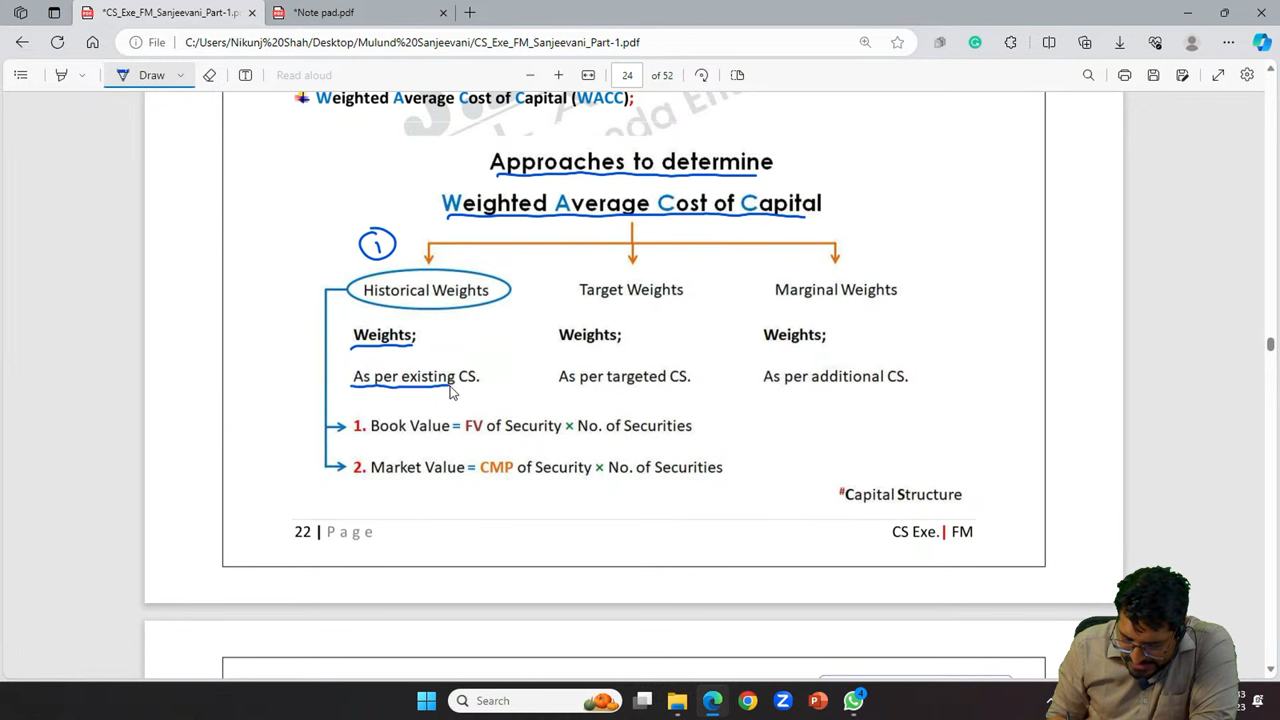 *CS_Exe_FM_Sanjeevani_Part-1.p
*Note pad.pdf
File
C:/Users/Nikunj%20Shah/Desktop/Mulund%20Sanjeevani/CS_Exe_FM_Sanjeevani_Part-1.pdf
Draw
Read aloud
24 of 52
Weighted Average Cost of Capital (WACC);
Approaches to determine
Weighted Average Cost of Capital
1
Historical Weights
Target Weights
Marginal Weights
Weights;
Weights;
Weights;
As per existing CS.
As per targeted CS.
As per additional CS.
1. Book Value = FV of Security × No. of Securities
2. Market Value = CMP of Security × No. of Securities
#Capital Structure
22 | Page
CS Exe.| FM
Search
4